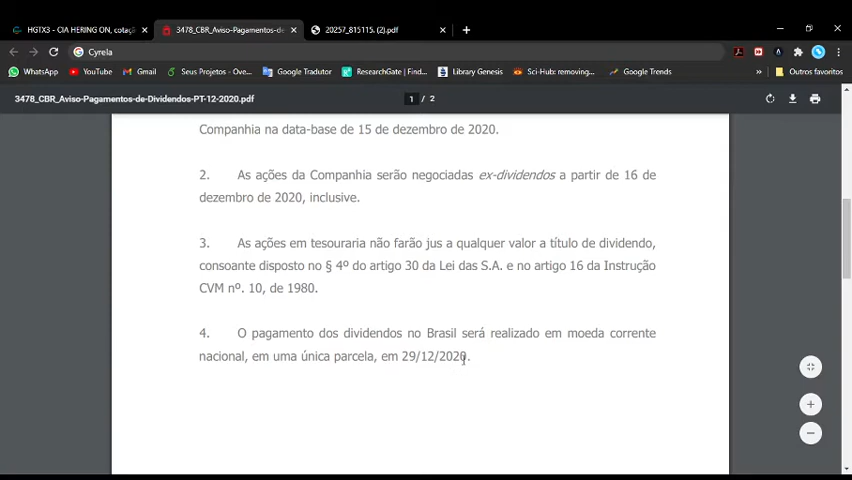 HGTX3 - CIA HERING ON, cotaç
3478_CBR_Aviso-Pagamentos-de-
20257_815115. (2).pdf
Cyrela
WhatsApp
YouTube
Gmail
Seus Projetos - Ove...
Google Tradutor
ResearchGate | Find...
Library Genesis
Sci-Hub: removing...
Google Trends
Outros favoritos
3478_CBR_Aviso-Pagamentos-de-Dividendos-PT-12-2020.pdf
1 / 2
Companhia na data-base de 15 de dezembro de 2020.
2. As ações da Companhia serão negociadas ex-dividendos a partir de 16 de
dezembro de 2020, inclusive.
3. As ações em tesouraria não farão jus a qualquer valor a título de dividendo,
consoante disposto no § 4º do artigo 30 da Lei das S.A. e no artigo 16 da Instrução
CVM nº. 10, de 1980.
4. O pagamento dos dividendos no Brasil será realizado em moeda corrente
nacional, em uma única parcela, em 29/12/2020.